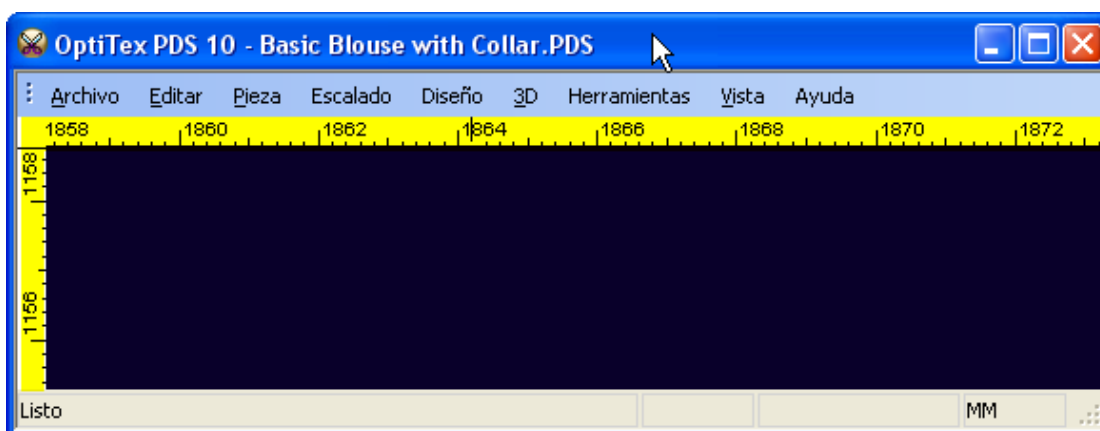 OptiTex PDS 10 - Basic Blouse with Collar.PDS
Archivo Editar Pieza Escalado Diseño 3D Herramientas Vista Ayuda
1858 1860 1862 1864 1866 1868 1870 1872
1158
1156
Listo MM